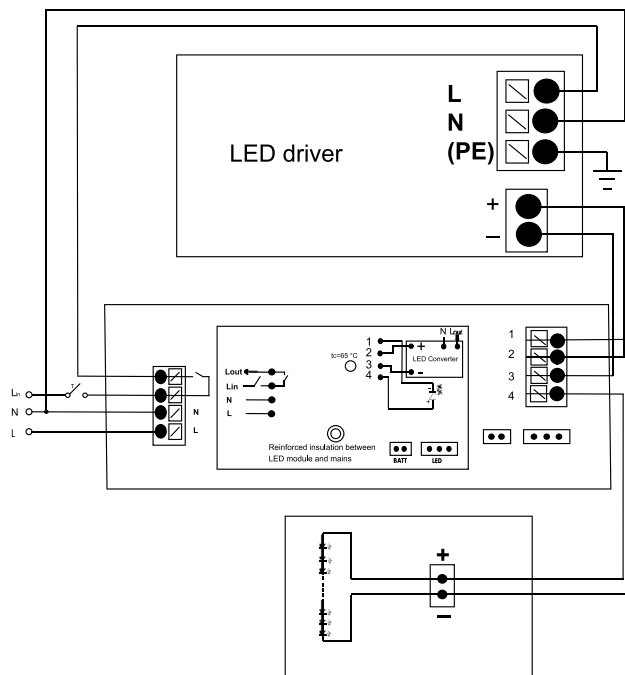 L
N
(PE)
LED driver
+
−
N Lout
1
2
3
4
+
−
LED Converter
tc=65 °C
Lout
Lin
N
L
1
2
3
4
Lin
N
L
T
N
L
Reinforced insulation between
LED module and mains
BATT
LED
+
−